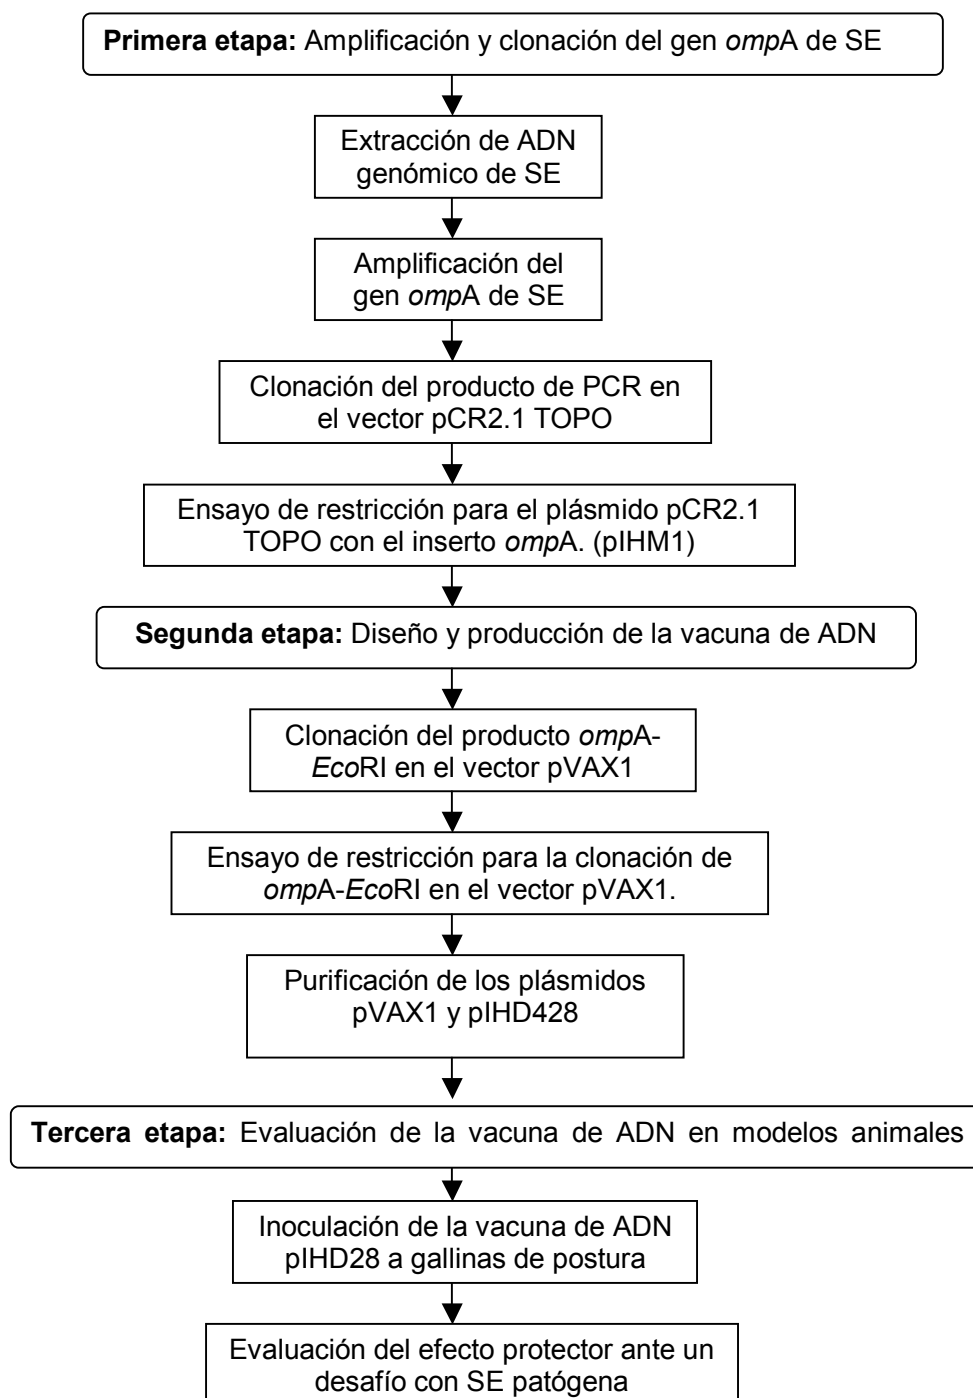 Primera etapa: Amplificación y clonación del gen ompA de SE
Extracción de ADN
genómico de SE
Amplificación del
gen ompA de SE
Clonación del producto de PCR en
el vector pCR2.1 TOPO
Ensayo de restricción para el plásmido pCR2.1
TOPO con el inserto ompA. (pIHM1)
Segunda etapa: Diseño y producción de la vacuna de ADN
Clonación del producto ompA-
EcoRI en el vector pVAX1
Ensayo de restricción para la clonación de
ompA-EcoRI en el vector pVAX1.
Purificación de los plásmidos
pVAX1 y pIHD428
Tercera etapa: Evaluación de la vacuna de ADN en modelos animales
Inoculación de la vacuna de ADN
pIHD28 a gallinas de postura
Evaluación del efecto protector ante un
desafío con SE patógena